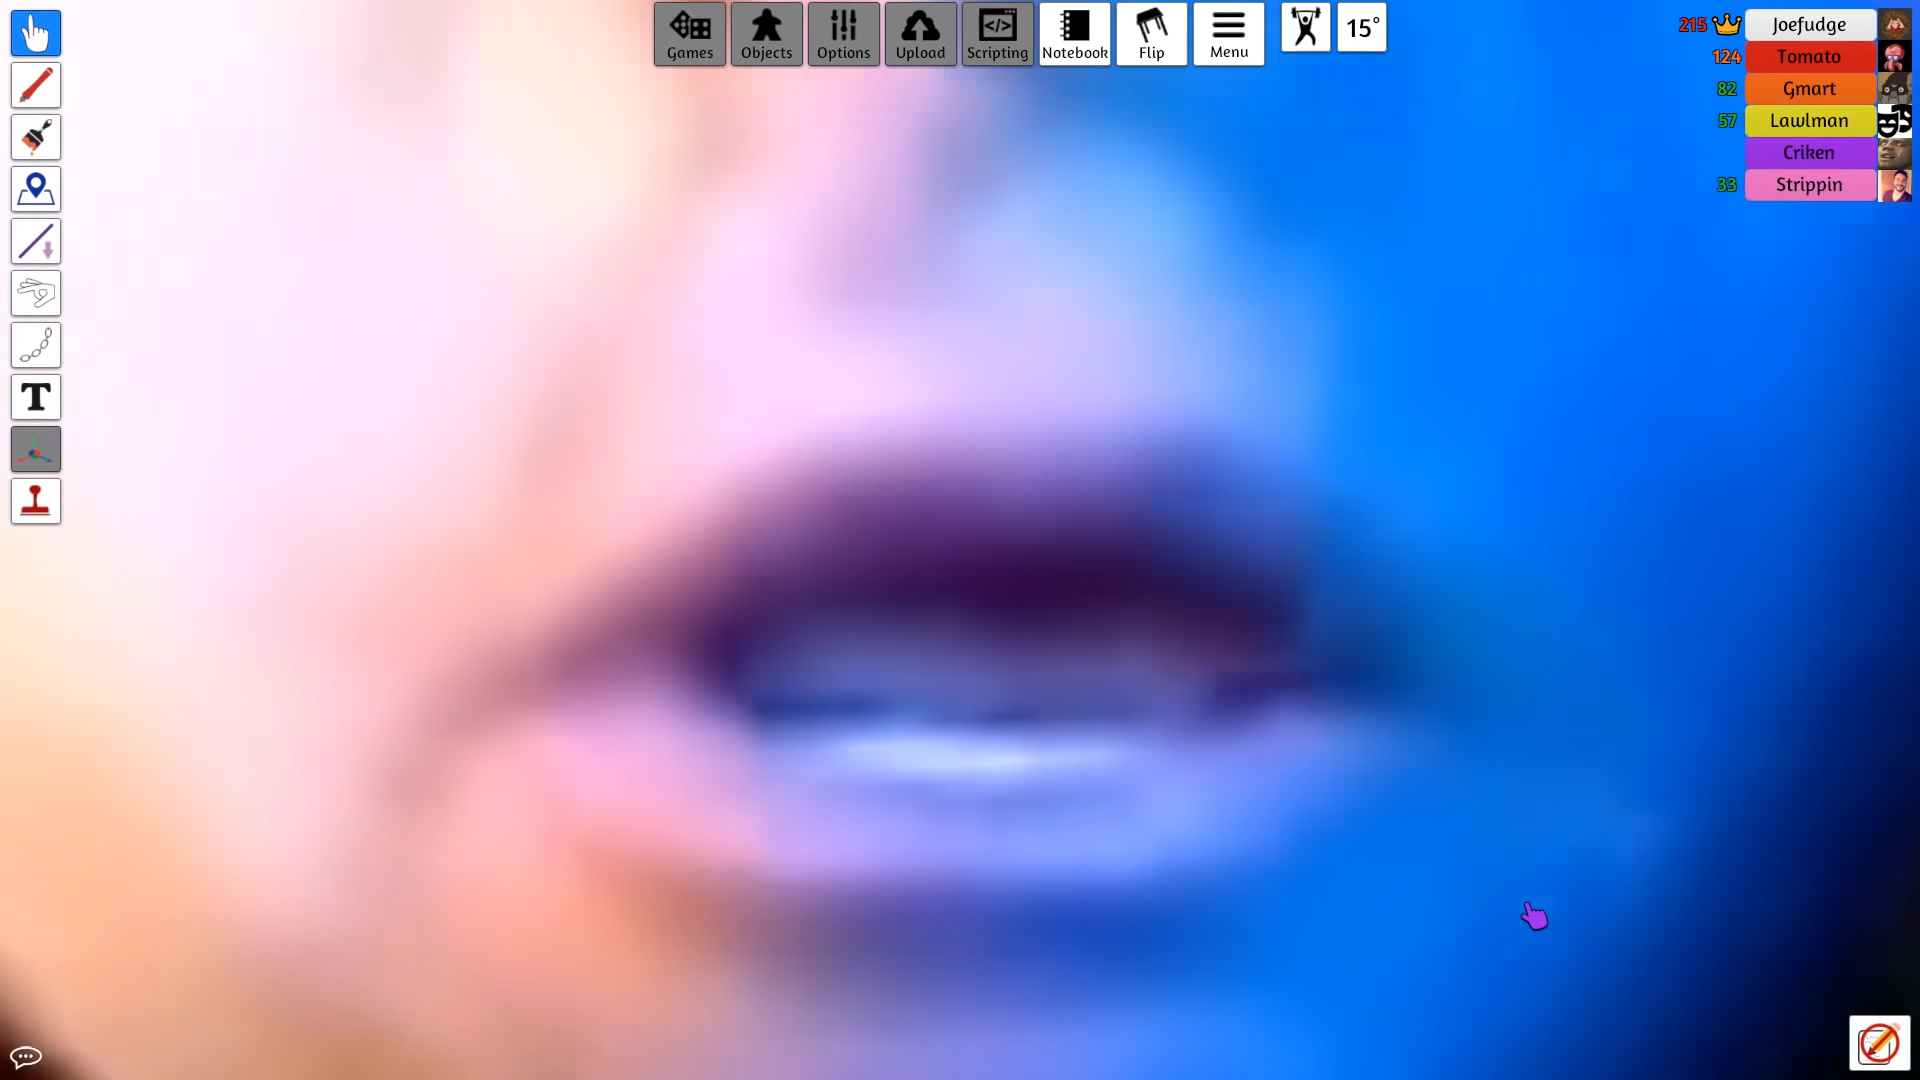 Games
Objects
Options
Upload
Scripting
Notebook
Flip
Menu
15°
215 Joefudge
124 Tomato
82 Gmart
57 Lawlman
Criken
33 Strippin
T